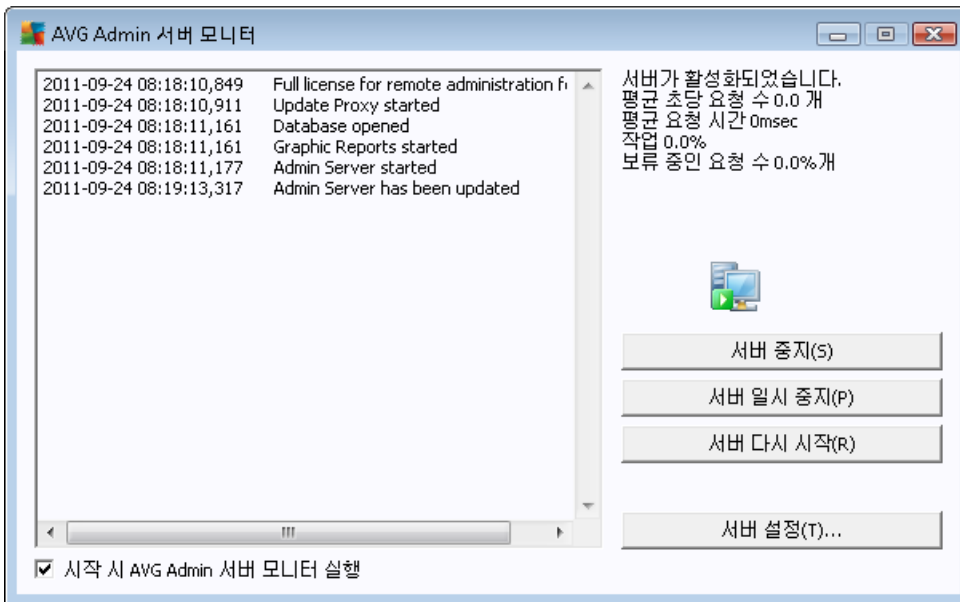 AVG Admin 서버 모니터
2011-09-24 08:18:10,849 Full license for remote administration
2011-09-24 08:18:10,911 Update Proxy started
2011-09-24 08:18:11,161 Database opened
2011-09-24 08:18:11,161 Graphic Reports started
2011-09-24 08:18:11,177 Admin Server started
2011-09-24 08:19:13,317 Admin Server has been updated
서버가 활성화되었습니다.
평균 초당 요청 수 0.0 개
평균 요청 시간 0msec
작업 0.0%
보류 중인 요청 수 0.0%개
서버 중지(S)
서버 일시 중지(P)
서버 다시 시작(R)
서버 설정(T)...
시작 시 AVG Admin 서버 모니터 실행